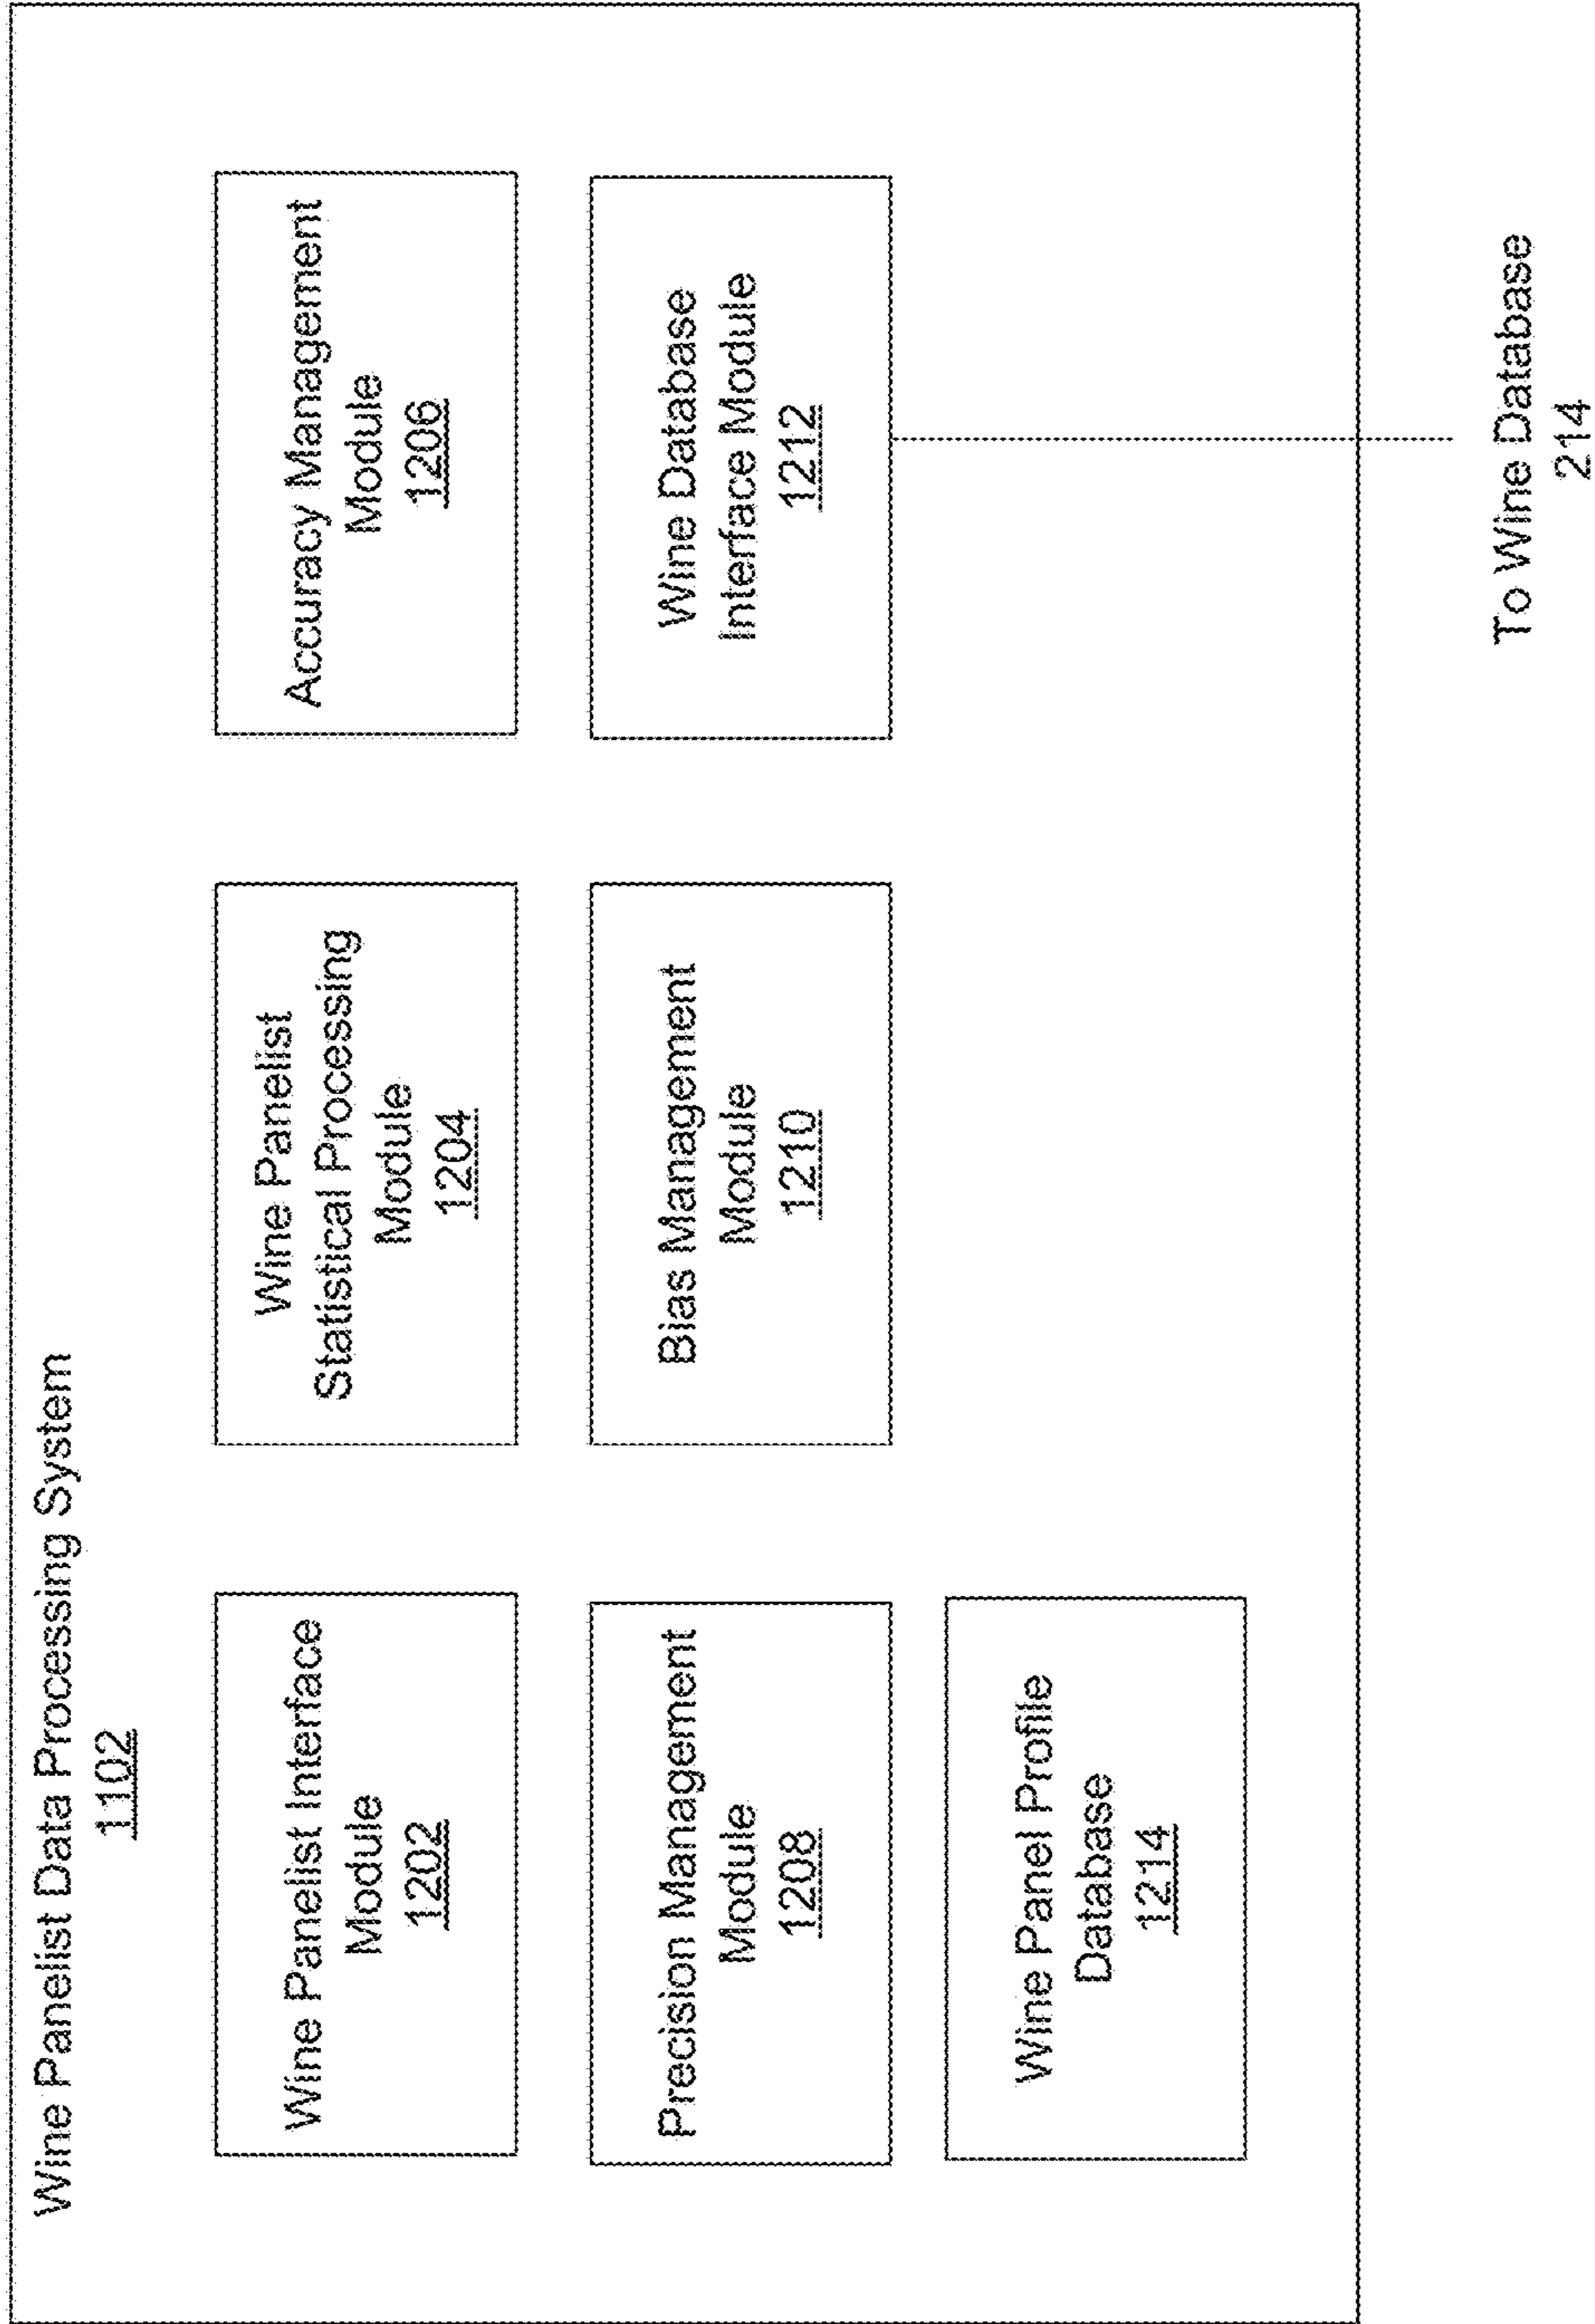 Wine Panelist Data Processing System
1102
Wine Panelist Interface
Module
1202
Wine Panelist
Statistical Processing
Module
1204
Accuracy Management
Module
1206
Precision Management
Module
1208
Bias Management
Module
1210
Wine Database
Interface Module
1212
Wine Panel Profile
Database
1214
To Wine Database
214